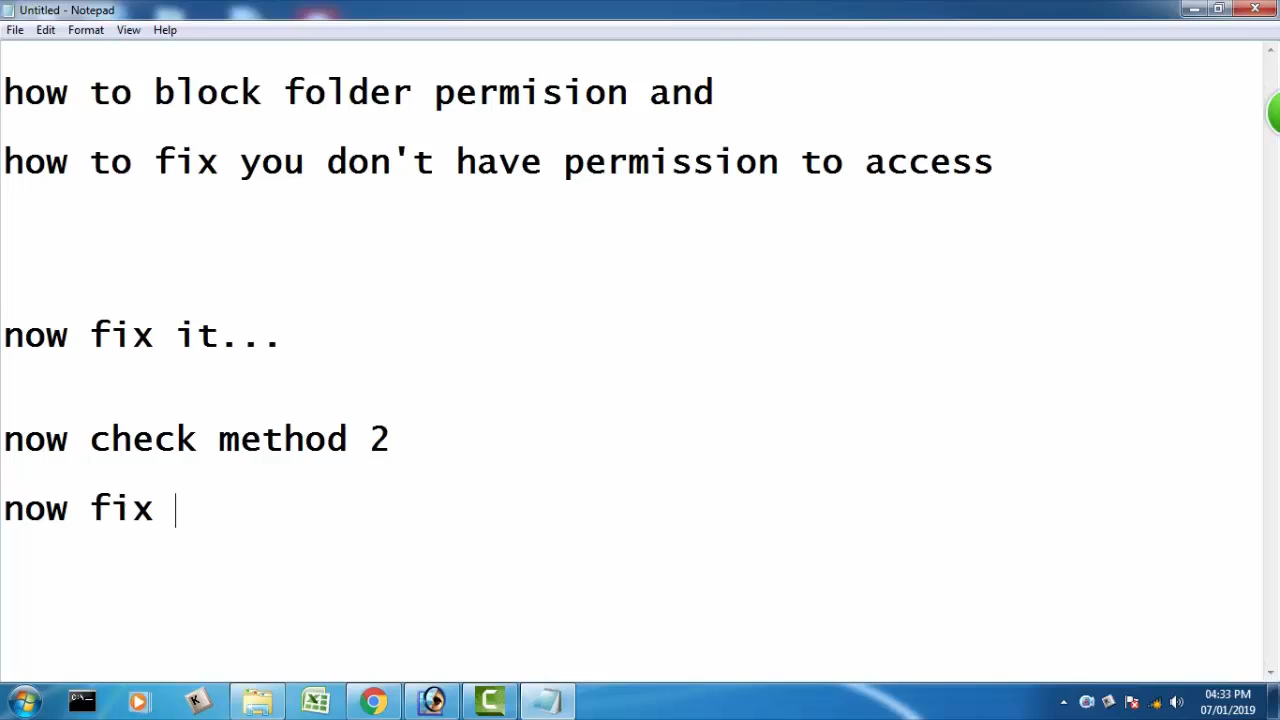 Untitled - Notepad
File Edit Format View Help
how to block folder permision and
how to fix you don't have permission to access
now fix it...
now check method 2
now fix
04:33 PM
07/01/2019